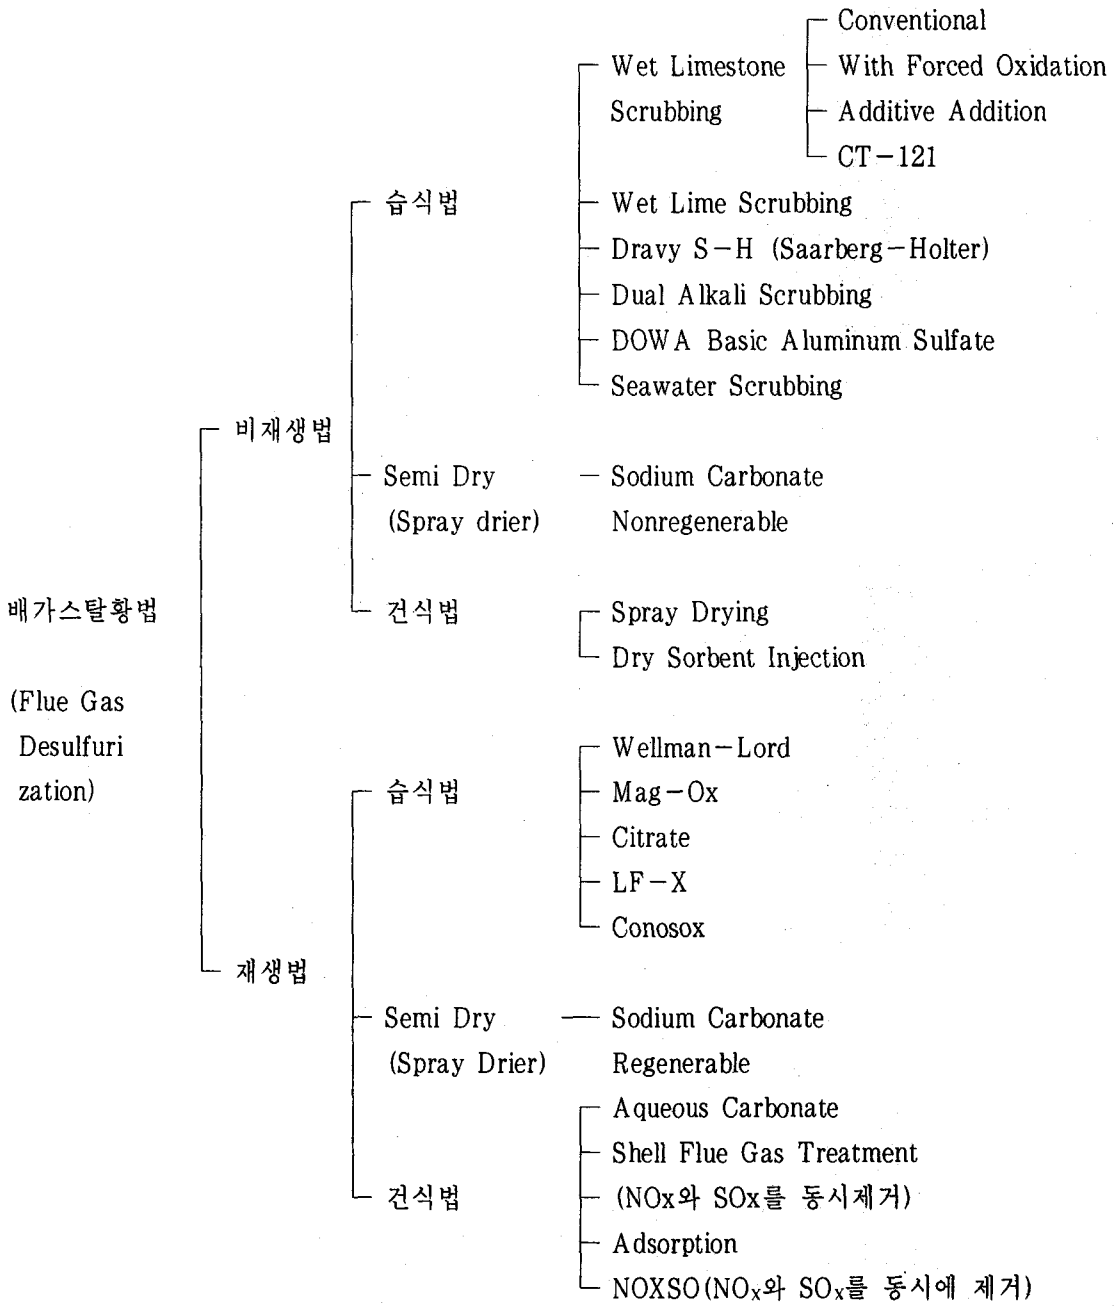 Conventional
Wet Limestone
With Forced Oxidation
Scrubbing
Additive Addition
CT-121
습식법
Wet Lime Scrubbing
Dravy S-H (Saarberg-Holter)
Dual Alkali Scrubbing
DOWA Basic Aluminum Sulfate
Seawater Scrubbing
비재생법
Semi Dry
(Spray drier)
Sodium Carbonate
Nonregenerable
배가스탈황법
(Flue Gas
Desulfuri
zation)
건식법
Spray Drying
Dry Sorbent Injection
습식법
Wellman-Lord
Mag-Ox
Citrate
LF-X
Conosox
재생법
Semi Dry
(Spray Drier)
Sodium Carbonate
Regenerable
건식법
Aqueous Carbonate
Shell Flue Gas Treatment
(NOx와 SOx를 동시제거)
Adsorption
NOXSO(NOx와 SOx를 동시에 제거)